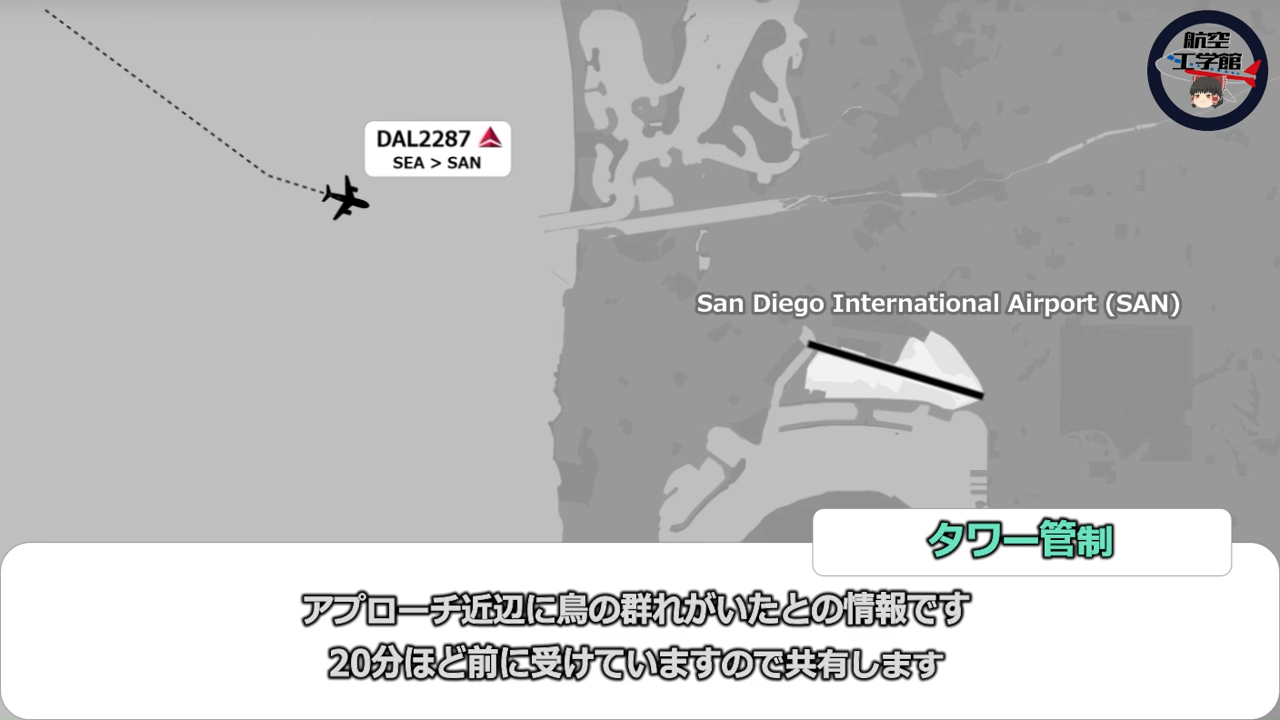 航空
工学館
DAL2287
SEA > SAN
San Diego International Airport (SAN)
タワー管制
アプローチ近辺に鳥の群れがいたとの情報です
20分ほど前に受けていますので共有します